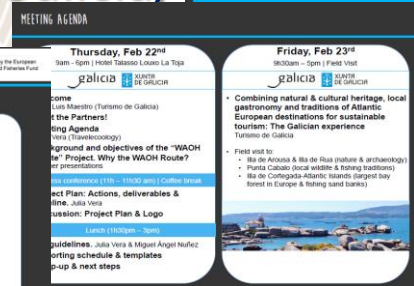 MEETING AGENDA
by the European
d Fisheries Fund
Thursday, Feb 22nd
9am - 6pm | Hotel Talasso Louxo La Toja
galicia XUNTA DE GALICIA
come
Luis Maestro (Turismo de Galicia)
t the Partners!
ting Agenda
Vera (Travelecoology)
kground and objectives of the "WAOH
te" Project. Why the WAOH Route?
er presentations
ss conference (11h – 11h30 am) | Coffee break
ect Plan: Actions, deliverables &
line. Julia Vera
ussion: Project Plan & Logo
Lunch (1h30pm – 3pm)
guidelines. Julia Vera & Miguel Ángel Nuñez
orting schedule & templates
p-up & next steps
Friday, Feb 23rd
9h30am – 5pm | Field Visit
galicia XUNTA DE GALICIA
• Combining natural & cultural heritage, local
gastronomy and traditions of Atlantic
European destinations for sustainable
tourism: The Galician experience
Turismo de Galicia
• Field visit to:
• Illa de Arousa & Illa de Rua (nature & archaeology)
• Punta Cabalo (local wildlife & fishing traditions)
• Illa de Cortegada-Atlantic Islands (largest bay
forest in Europe & fishing sand banks)